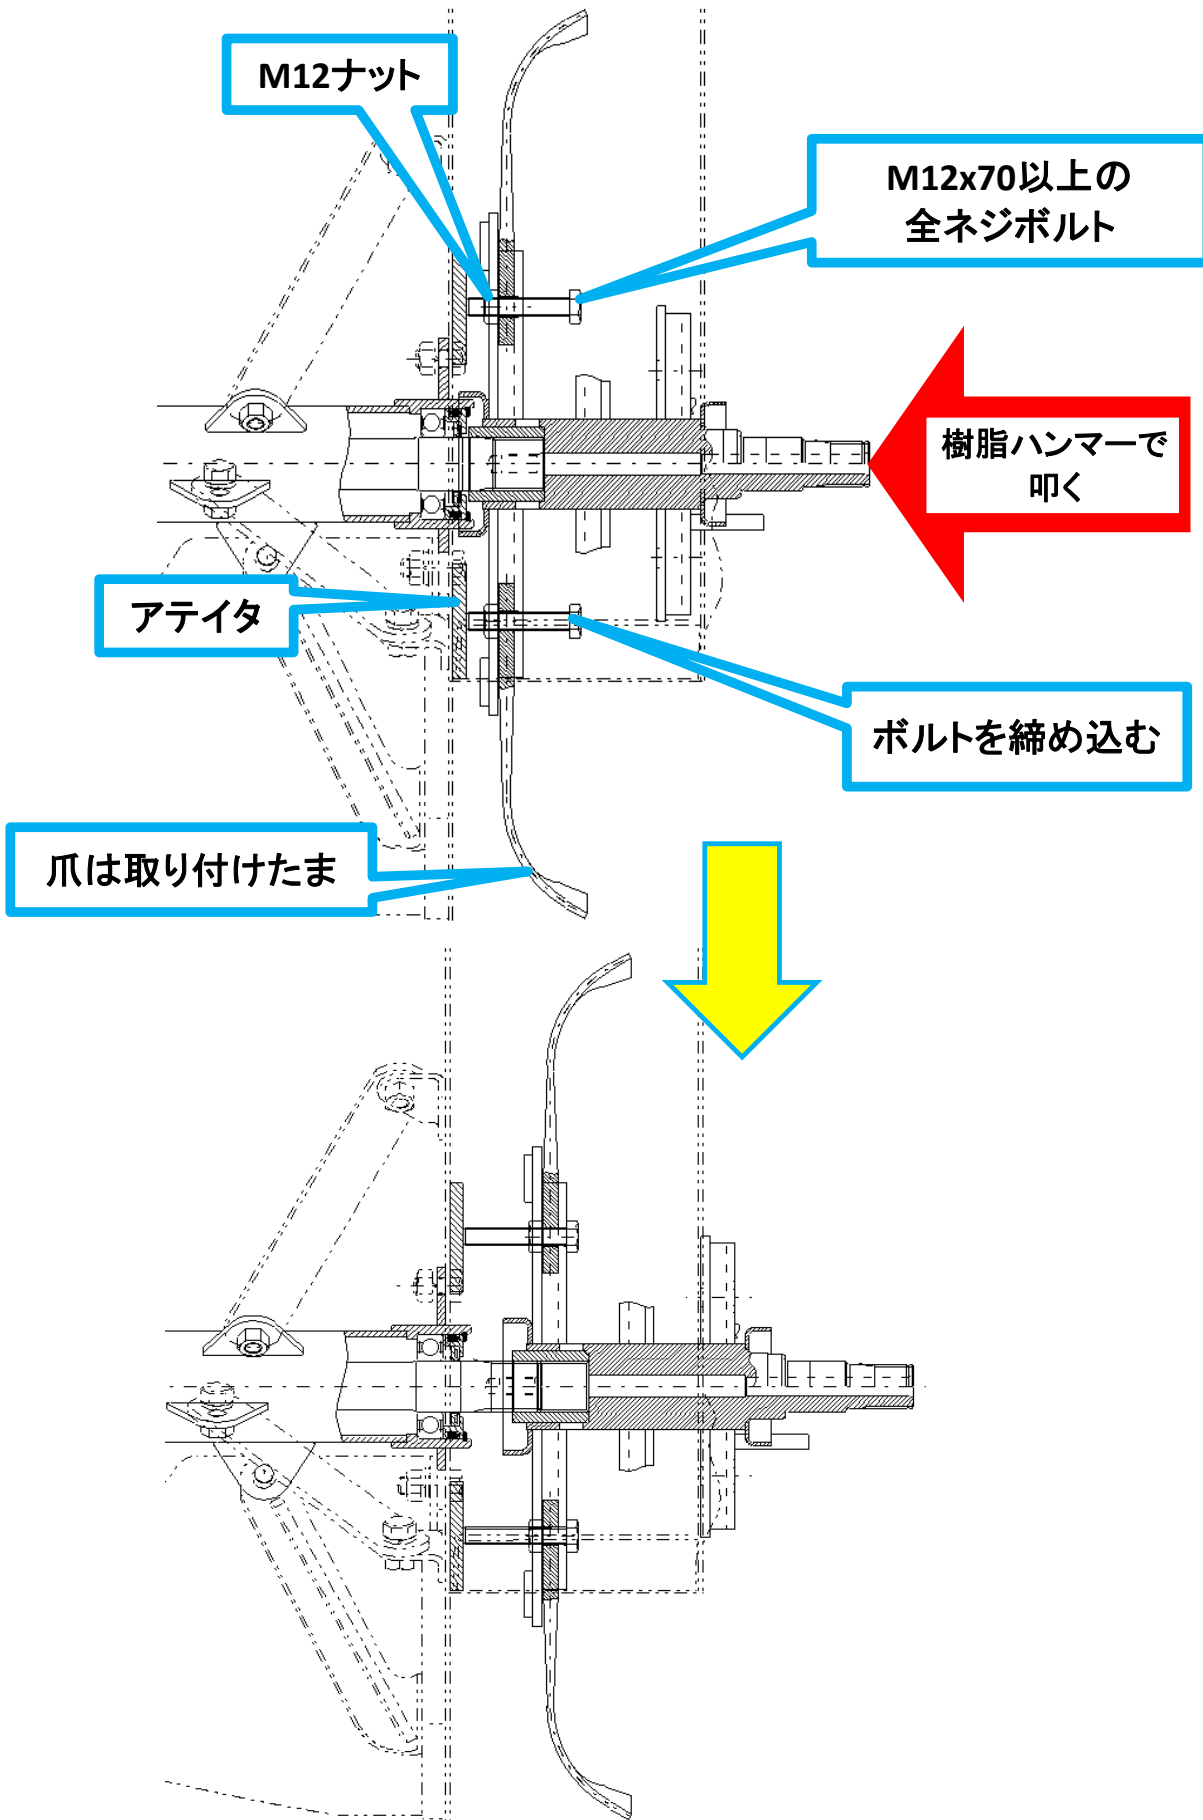 M12ナット
M12x70以上の
全ネジボルト
樹脂ハンマーで
叩く
アテイタ
ボルトを締め込む
爪は取り付けたま